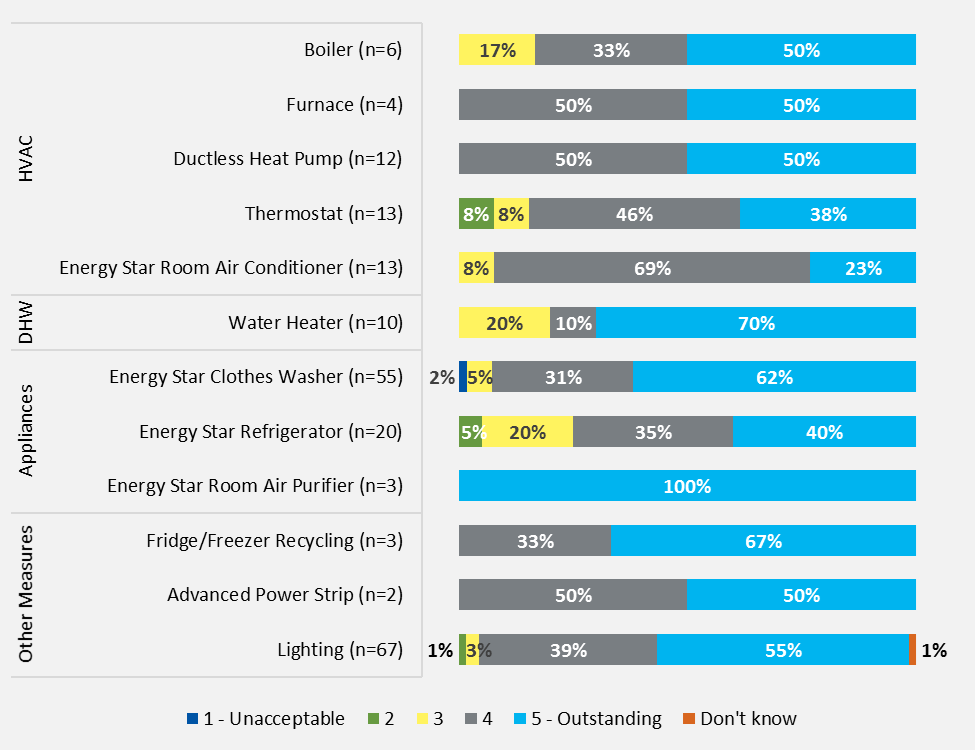 HVAC
Boiler (n=6) 17% 33% 50%
Furnace (n=4) 50% 50%
Ductless Heat Pump (n=12) 50% 50%
Thermostat (n=13) 8% 8% 46% 38%
Energy Star Room Air Conditioner (n=13) 8% 69% 23%
DHW
Water Heater (n=10) 20% 10% 70%
Appliances
Energy Star Clothes Washer (n=55) 2% 5% 31% 62%
Energy Star Refrigerator (n=20) 5% 20% 35% 40%
Energy Star Room Air Purifier (n=3) 100%
Other Measures
Fridge/Freezer Recycling (n=3) 33% 67%
Advanced Power Strip (n=2) 50% 50%
Lighting (n=67) 1% 3% 39% 55% 1%
1 - Unacceptable 2 3 4 5 - Outstanding Don't know